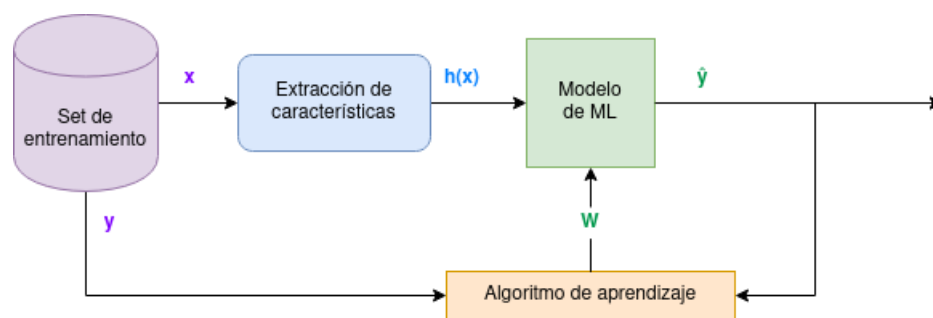 x
h(x)
ŷ
Extracción de
características
Modelo
de ML
Set de
entrenamiento
y
W
Algoritmo de aprendizaje